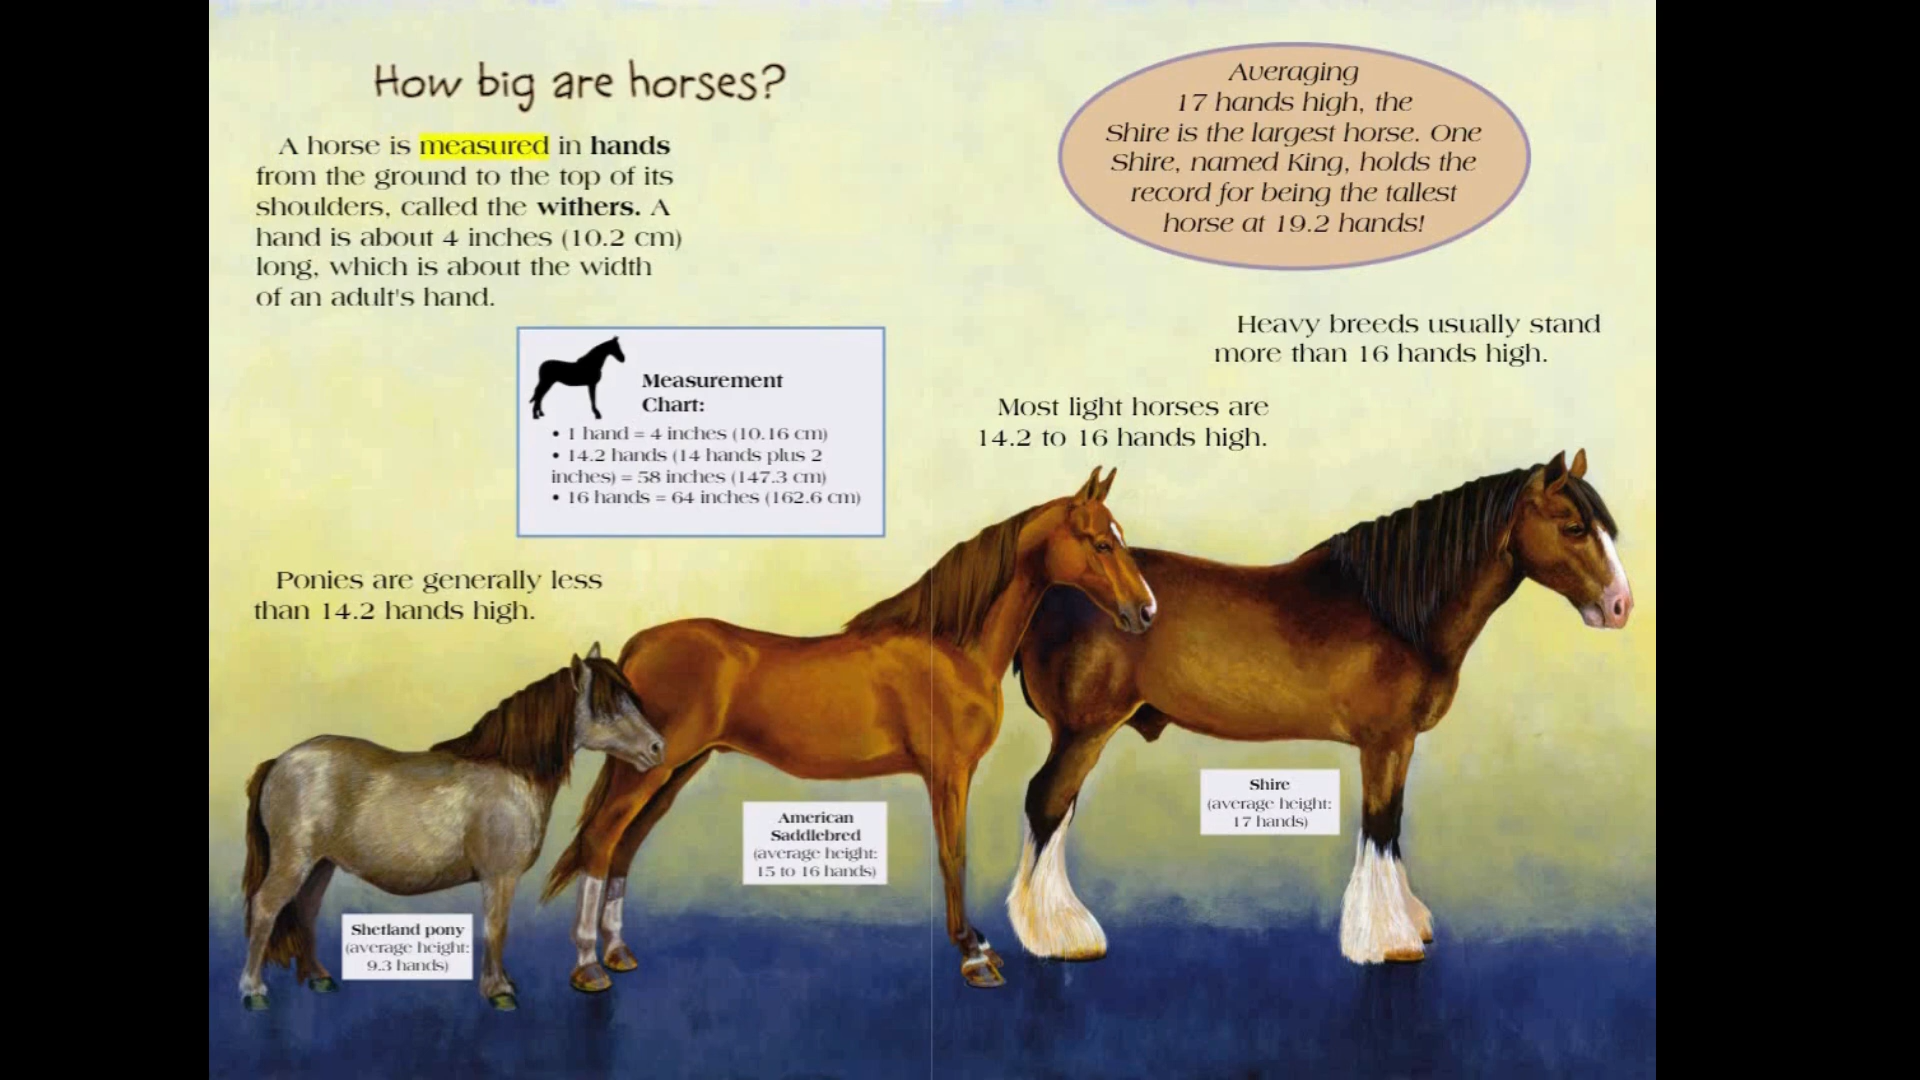 How big are horses?
A horse is measured in hands
from the ground to the top of its
shoulders, called the withers. A
hand is about 4 inches (10.2 cm)
long, which is about the width
of an adult's hand.
Measurement
Chart:
• 1 hand = 4 inches (10.16 cm)
• 14.2 hands (14 hands plus 2
inches) = 58 inches (147.3 cm)
• 16 hands = 64 inches (162.6 cm)
Ponies are generally less
than 14.2 hands high.
Shetland pony
(average height:
9.3 hands)
American
Saddlebred
(average height:
15 to 16 hands)
Averaging
17 hands high, the
Shire is the largest horse. One
Shire, named King, holds the
record for being the tallest
horse at 19.2 hands!
Heavy breeds usually stand
more than 16 hands high.
Most light horses are
14.2 to 16 hands high.
Shire
(average height:
17 hands)